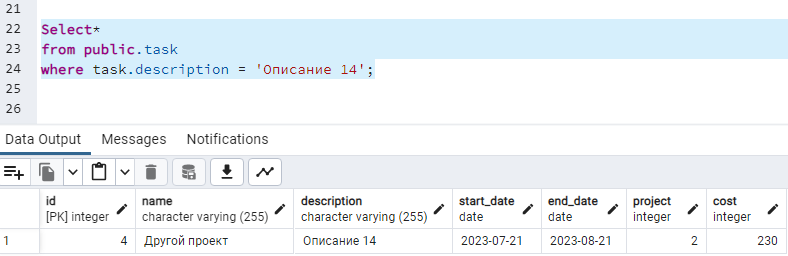 21
22 Select*
23 from public.task
24 where task.description = 'Описание 14';
25
26
Data Output Messages Notifications
id name description start_date end_date project cost
[PK] integer character varying (255) character varying (255) date date integer integer
1 4 Другой проект Описание 14 2023-07-21 2023-08-21 2 230